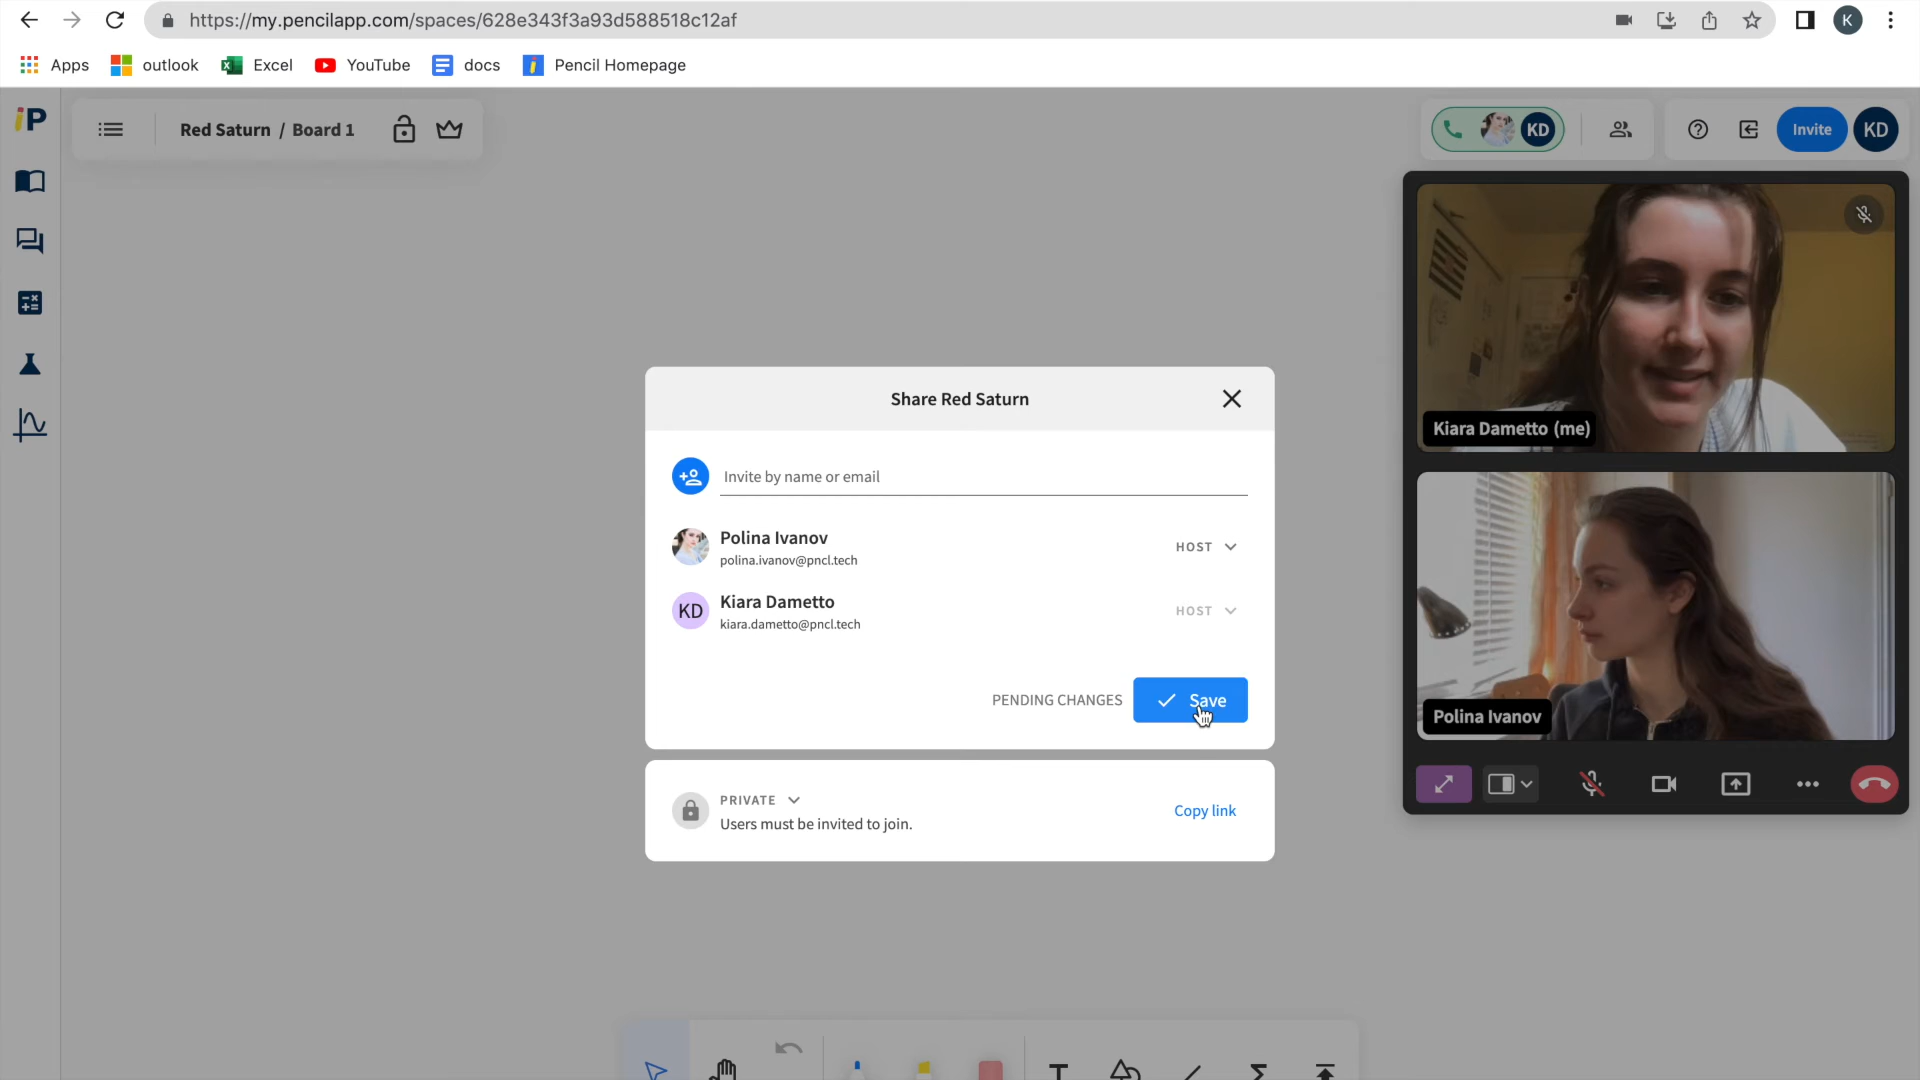 https://my.pencilapp.com/spaces/628e343f3a93d588518c12af
K
Apps
outlook
Excel
YouTube
docs
Pencil Homepage
iP
Red Saturn / Board 1
KD
Invite
KD
Kiara Dametto (me)
Polina Ivanov
Share Red Saturn
Invite by name or email
Polina Ivanov
HOST
polina.ivanov@pncl.tech
KD
Kiara Dametto
HOST
kiara.dametto@pncl.tech
PENDING CHANGES
Save
PRIVATE
Users must be invited to join.
Copy link
T
Σ